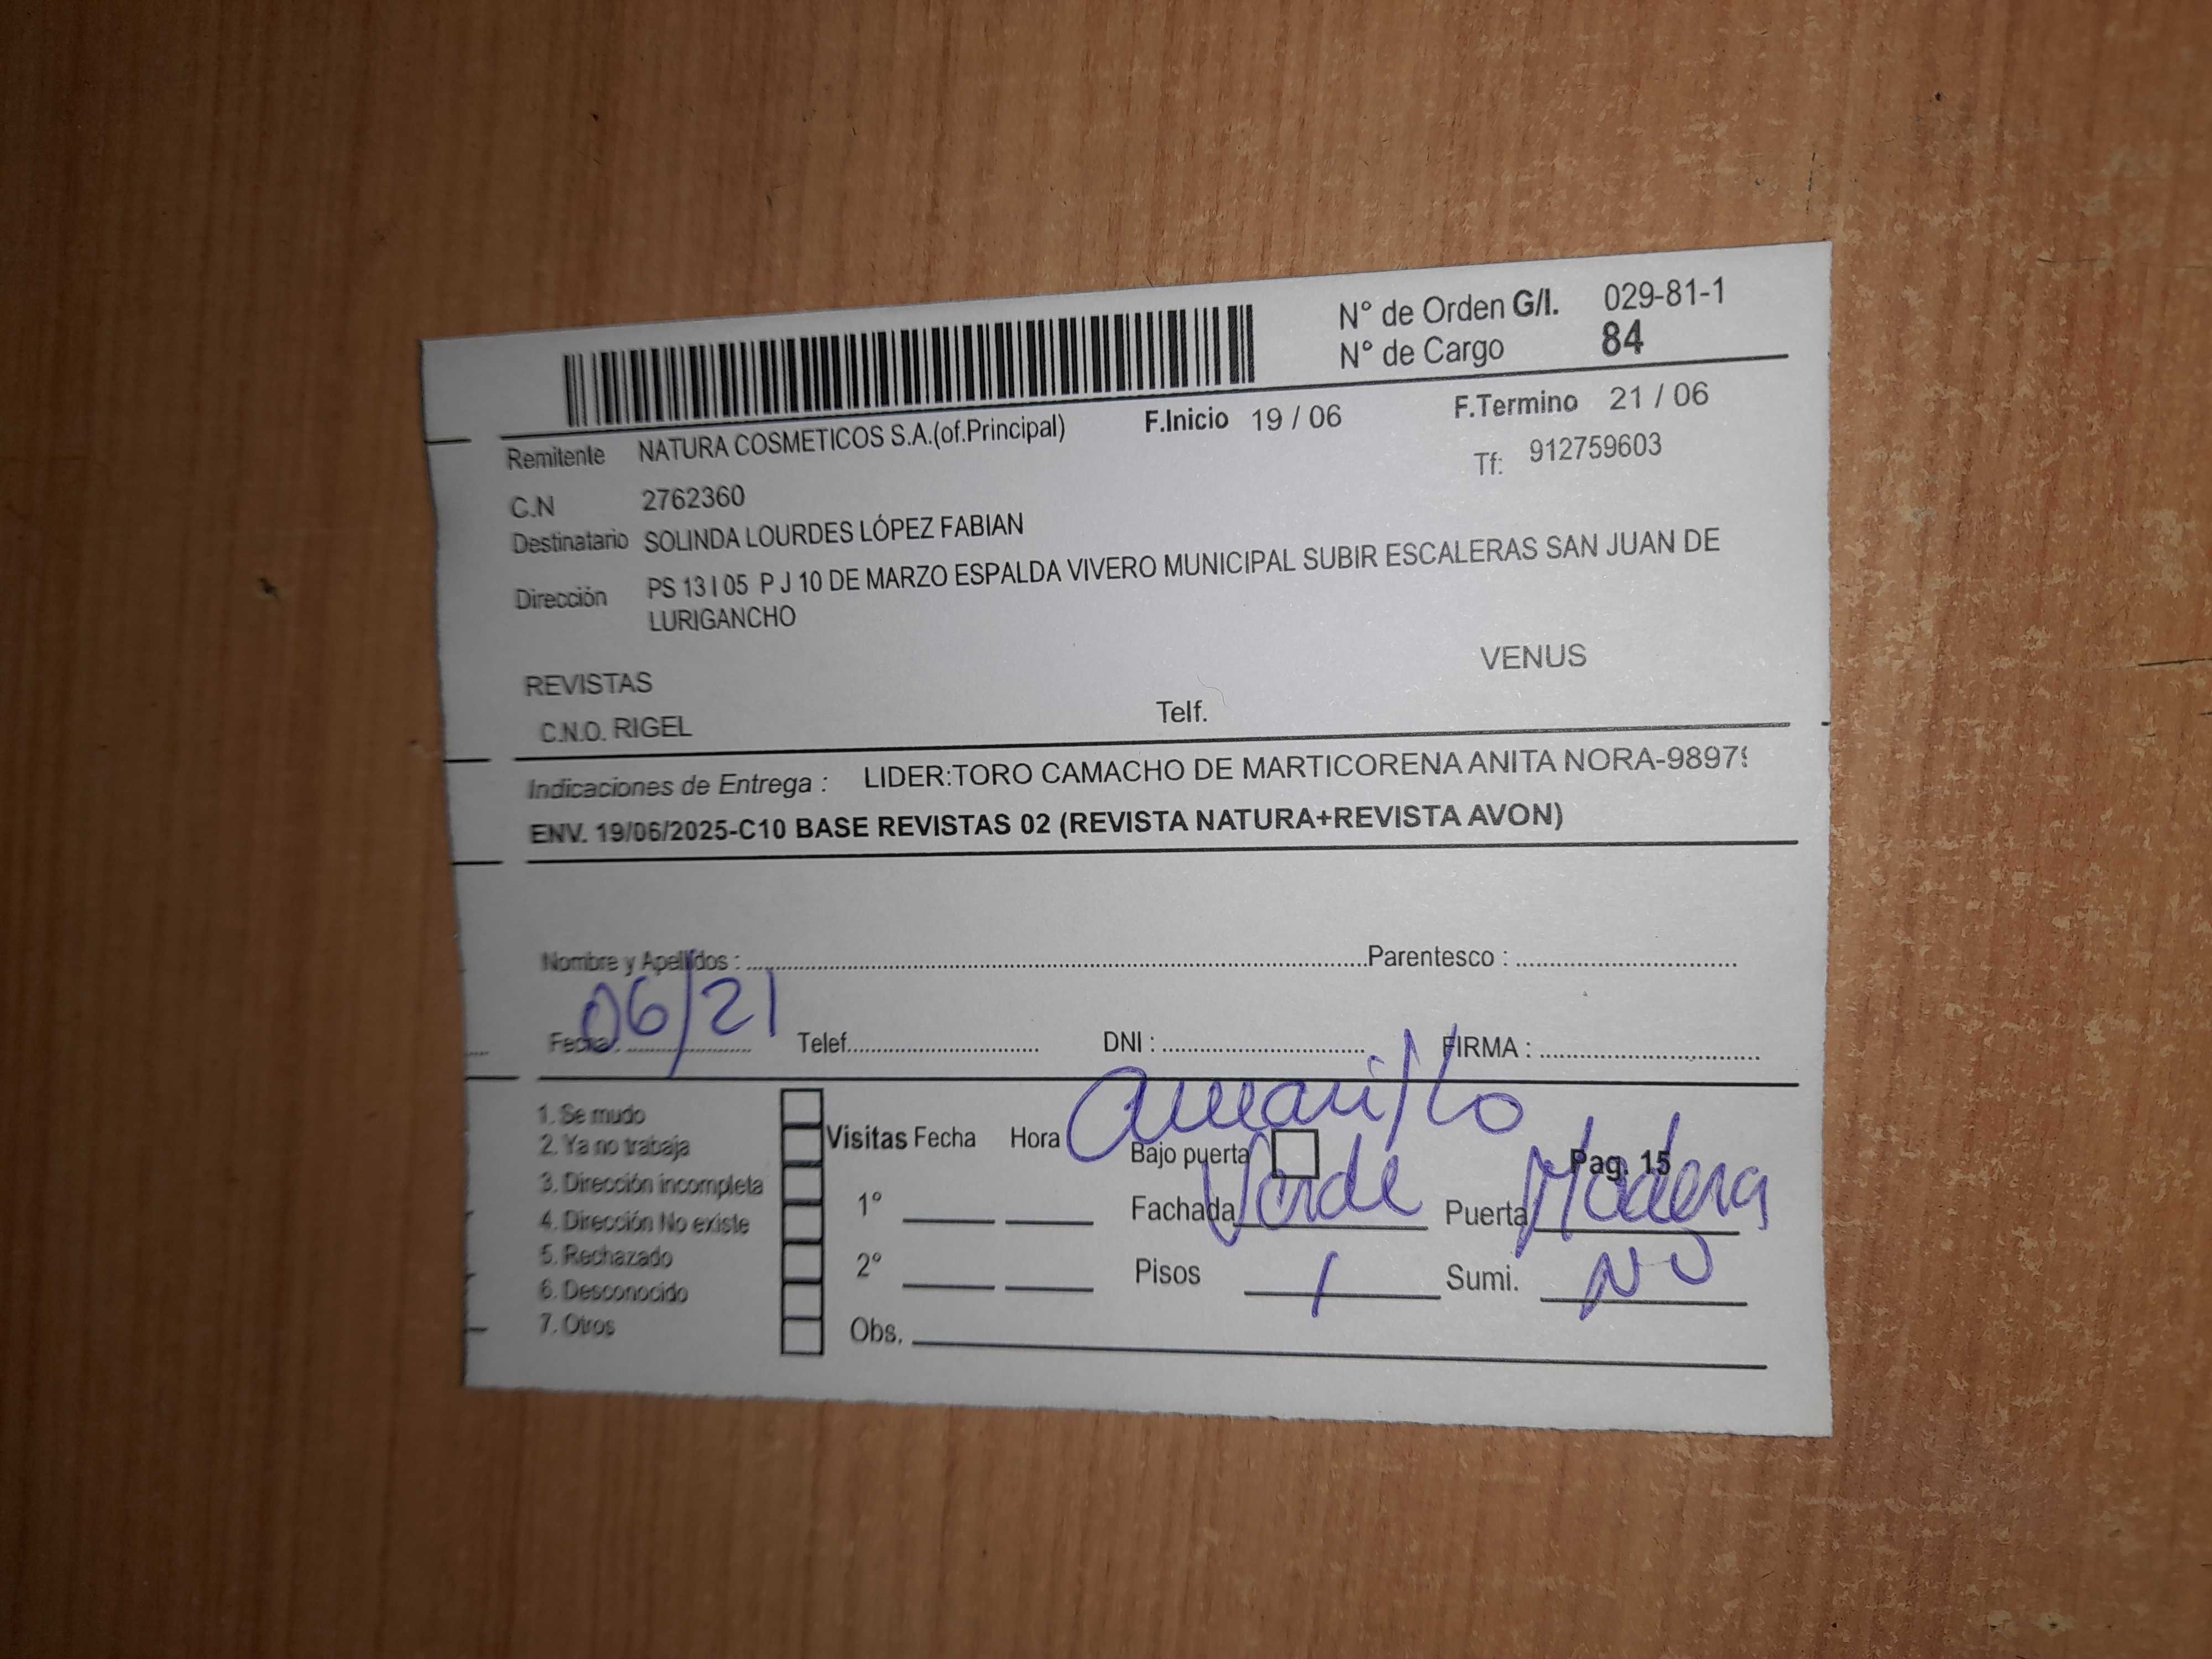 N° de Orden G/I. 029-81-1
N° de Cargo 84
Remitente NATURA COSMETICOS S.A.(of.Principal) F.Inicio 19 / 06 F.Termino 21 / 06
C.N 2762360 Tf: 912759603
Destinatario SOLINDA LOURDES LÓPEZ FABIAN
Dirección PS 13 I 05 P J 10 DE MARZO ESPALDA VIVERO MUNICIPAL SUBIR ESCALERAS SAN JUAN DE
LURIGANCHO
REVISTAS VENUS
C.N.O. RIGEL Telf.
Indicaciones de Entrega : LIDER:TORO CAMACHO DE MARTICORENA ANITA NORA-98979
ENV. 19/06/2025-C10 BASE REVISTAS 02 (REVISTA NATURA+REVISTA AVON)
Nombre y Apellidos : Parentesco :
Fecha : 06/21 Telef. DNI : FIRMA :
1. Se mudo amarillo
2. Ya no trabaja Visitas Fecha Hora Bajo puerta Pag. 15
3. Dirección incompleta 1° Fachada Verde Puerta Madera
4. Dirección No existe
5. Rechazado 2° Pisos 1 Sumi. NO
6. Desconocido
7. Otros Obs.